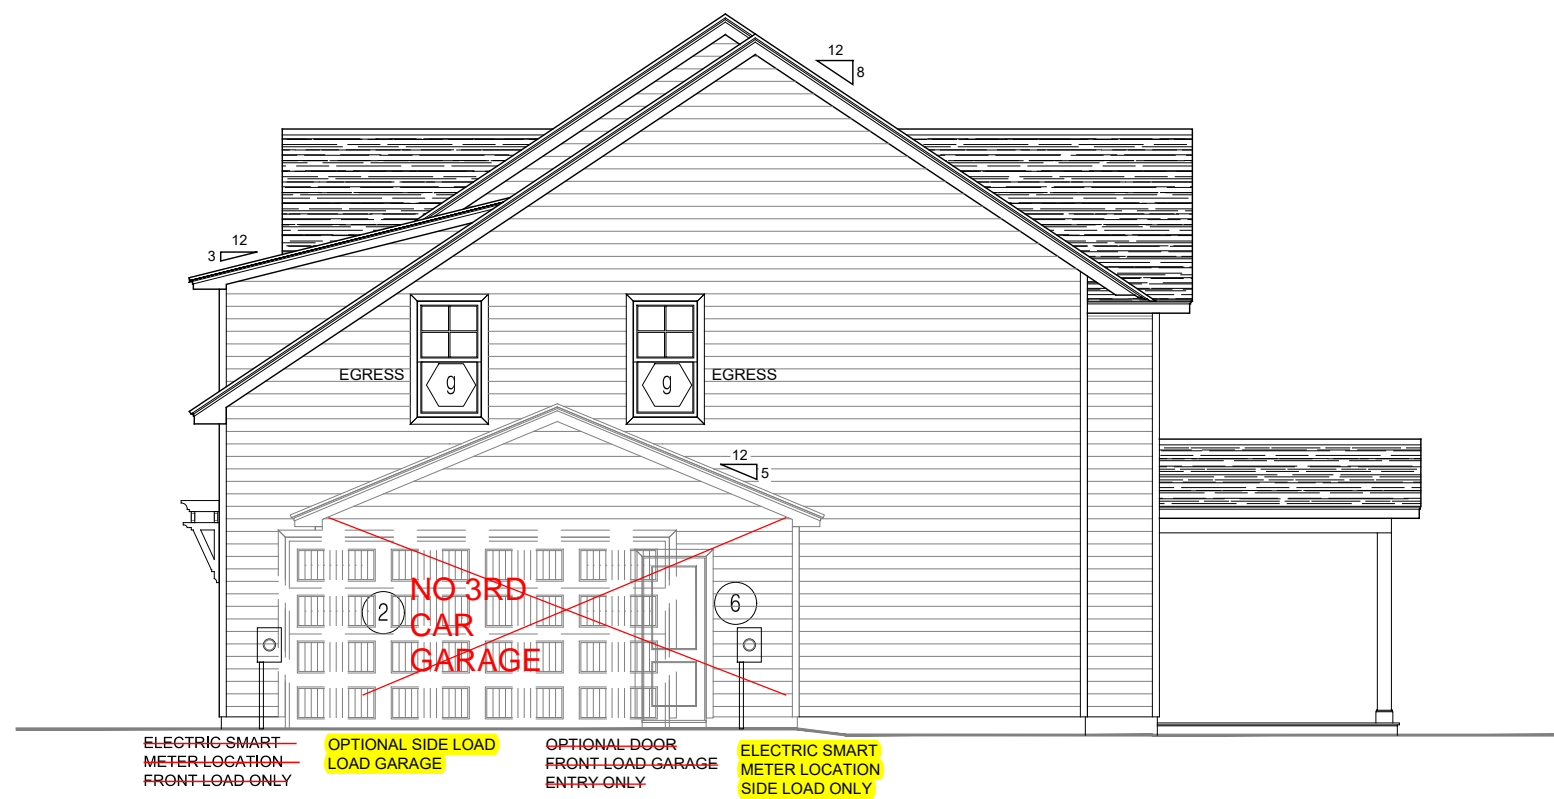 12
8
12
3
EGRESS
g
g
EGRESS
12
5
NO 3RD
CAR
GARAGE
2
6
ELECTRIC SMART
METER LOCATION
FRONT LOAD ONLY
OPTIONAL SIDE LOAD
LOAD GARAGE
OPTIONAL DOOR
FRONT LOAD GARAGE
ENTRY ONLY
ELECTRIC SMART
METER LOCATION
SIDE LOAD ONLY